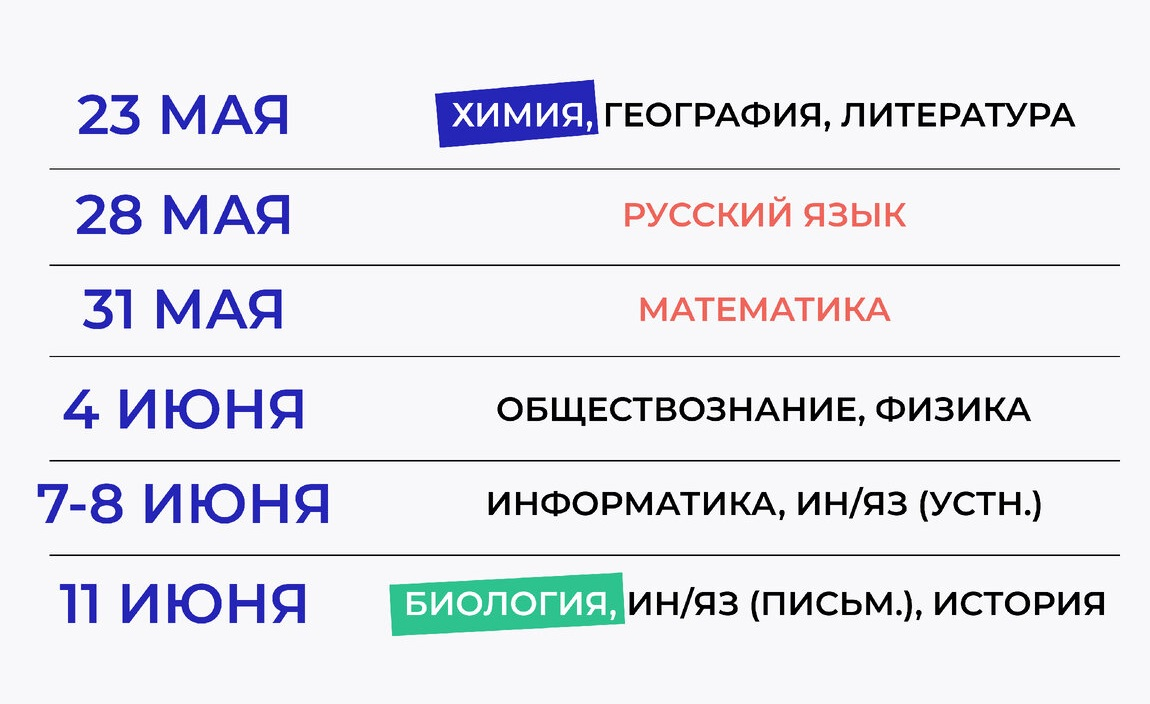 23 МАЯ ХИМИЯ, ГЕОГРАФИЯ, ЛИТЕРАТУРА
28 МАЯ РУССКИЙ ЯЗЫК
31 МАЯ МАТЕМАТИКА
4 ИЮНЯ ОБЩЕСТВОЗНАНИЕ, ФИЗИКА
7-8 ИЮНЯ ИНФОРМАТИКА, ИН/ЯЗ (УСТН.)
11 ИЮНЯ БИОЛОГИЯ, ИН/ЯЗ (ПИСЬМ.), ИСТОРИЯ